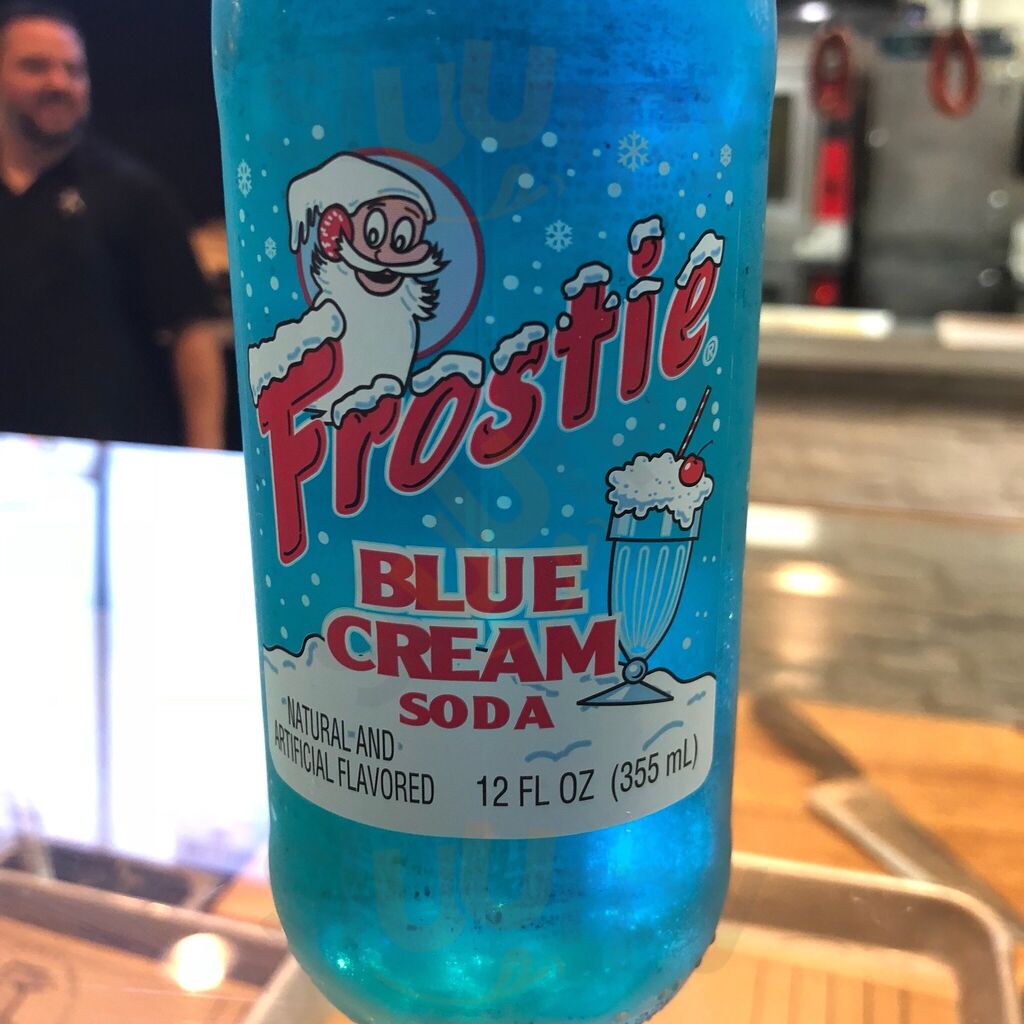 Frostie®
BLUE
CREAM
SODA
NATURAL AND
ARTIFICIAL FLAVORED
12 FL OZ (355 mL)